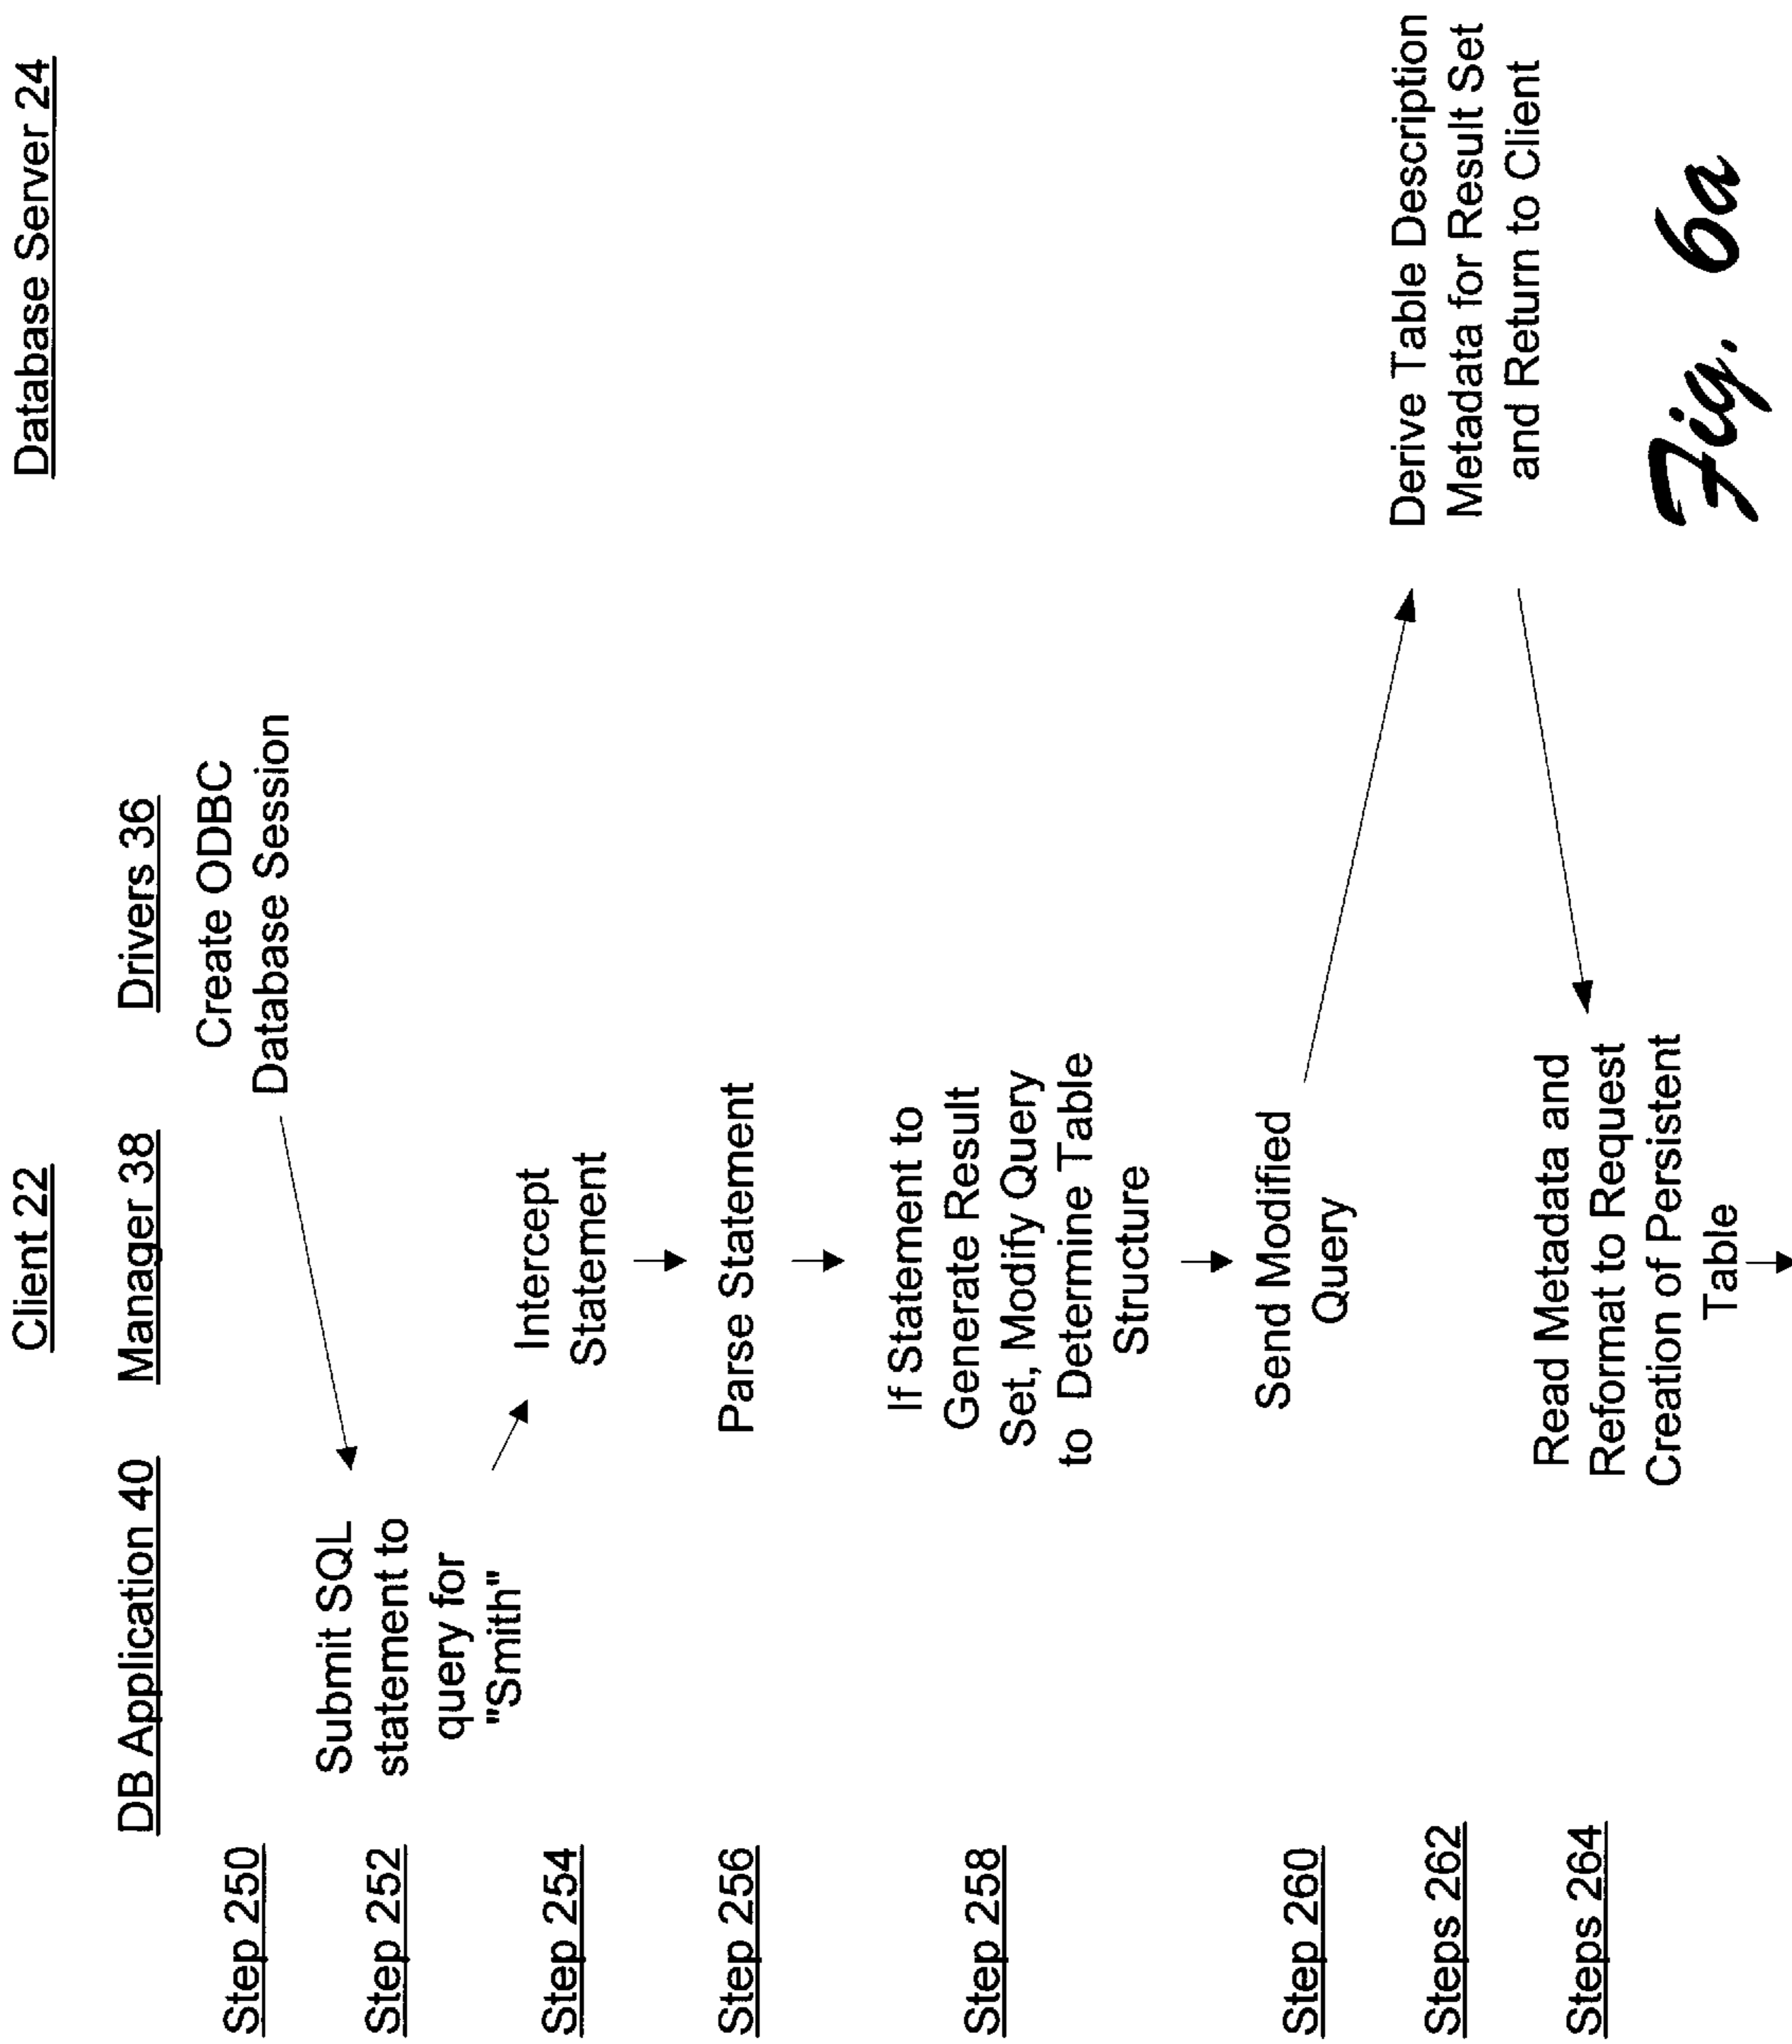 Client 22
Database Server 24
DB Application 40
Manager 38
Drivers 36
Step 250
Create ODBC
Database Session
Step 252
Submit SQL
statement to
query for
"Smith"
Step 254
Intercept
Statement
Step 256
Parse Statement
Step 258
If Statement to
Generate Result
Set, Modify Query
to Determine Table
Structure
Step 260
Send Modified
Query
Steps 262
Derive Table Description
Metadata for Result Set
and Return to Client
Steps 264
Read Metadata and
Reformat to Request
Creation of Persistent
Table
Fig. 6a